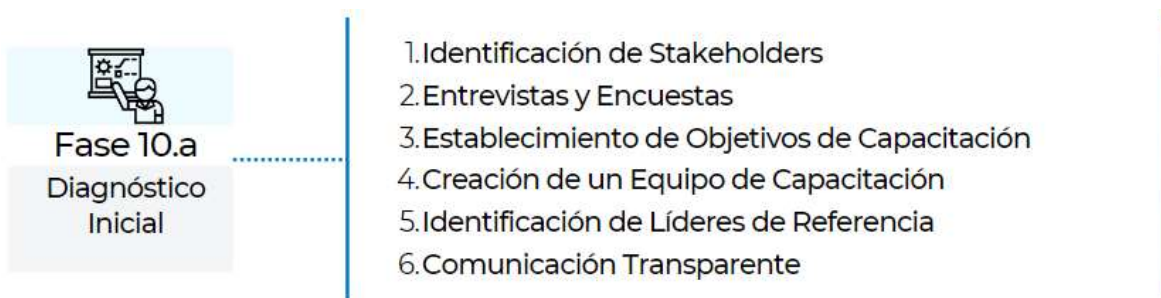 Fase 10.a
Diagnóstico
Inicial
1.Identificación de Stakeholders
2.Entrevistas y Encuestas
3.Establecimiento de Objetivos de Capacitación
4.Creación de un Equipo de Capacitación
5.Identificación de Líderes de Referencia
6.Comunicación Transparente